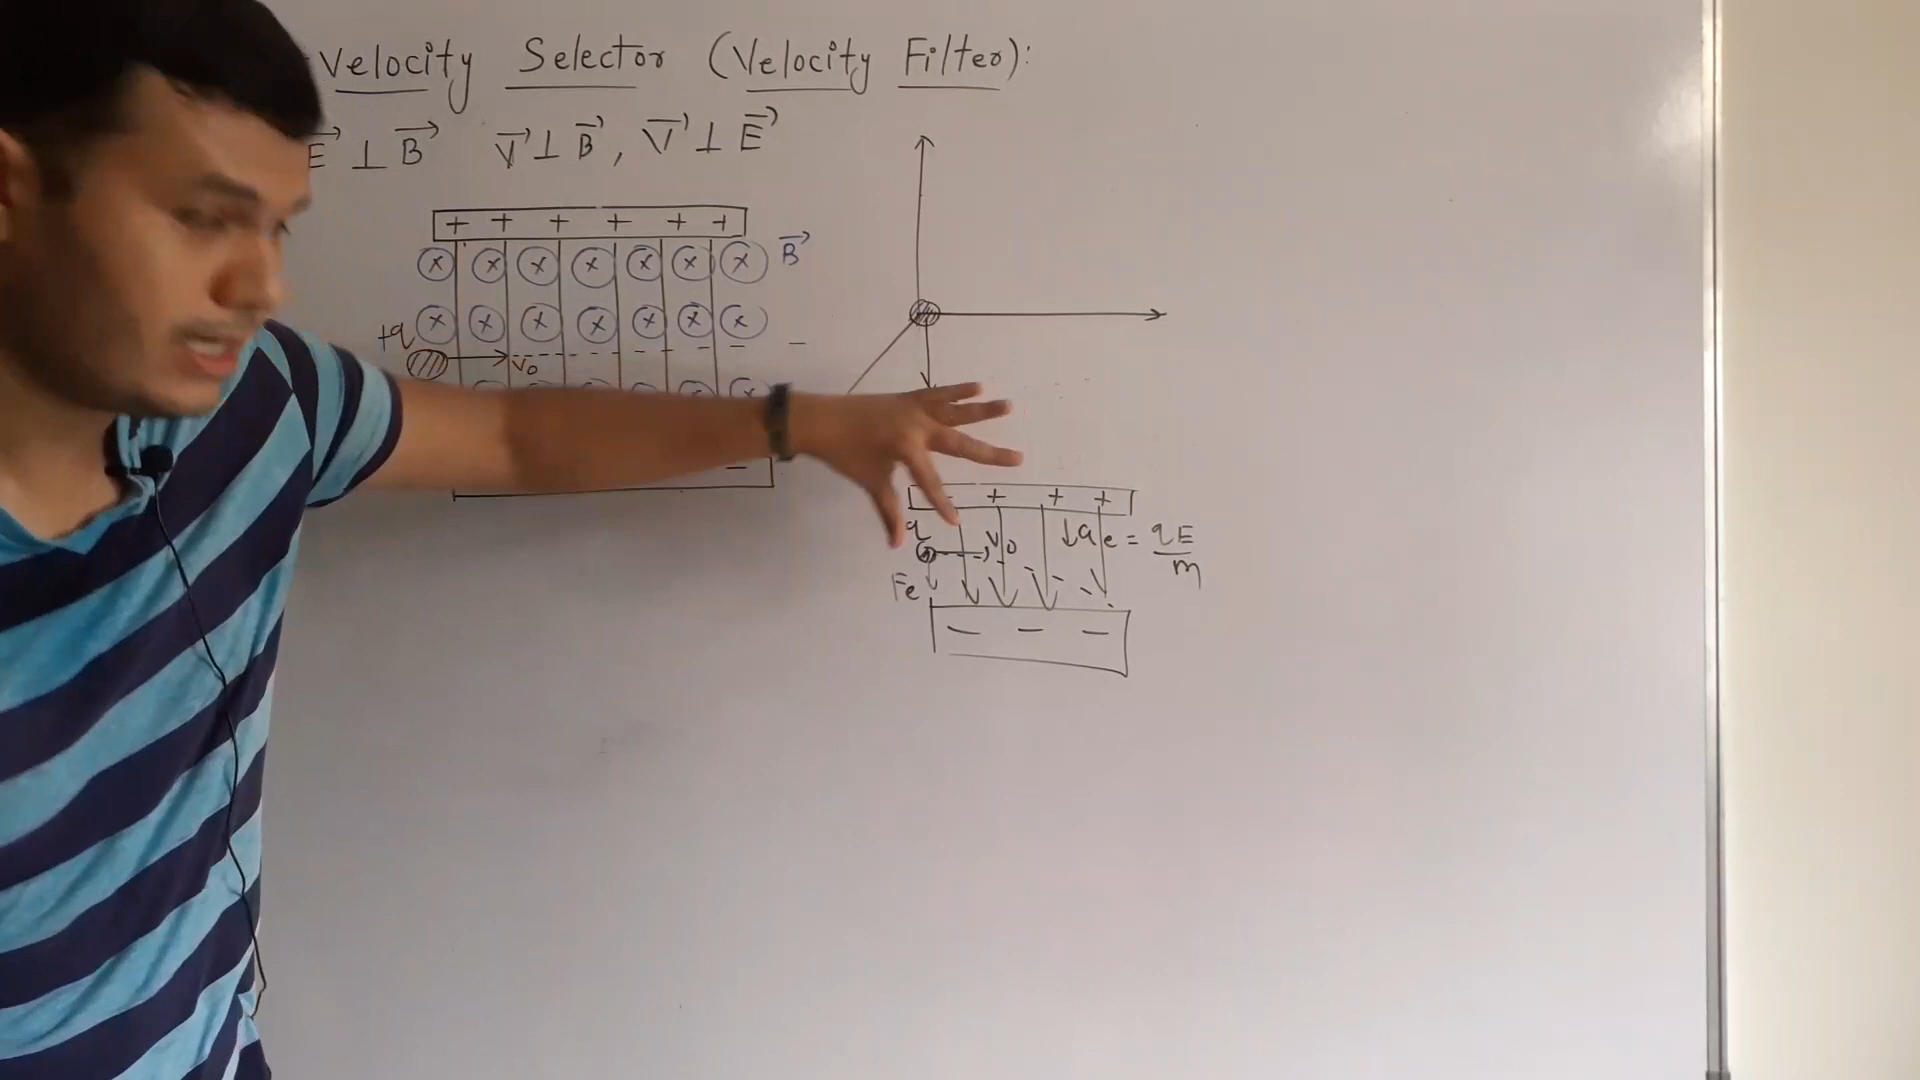 Velocity Selector (Velocity Filter):
E⃗ ⊥ B⃗ V⃗ ⊥ B⃗, V⃗ ⊥ E⃗
+ + + + + +
x x x x x x x B⃗
x x x x x x x
+q
v₀
x
−
+ + +
q v₀ ↓ae = qE/m
Fe
− − −